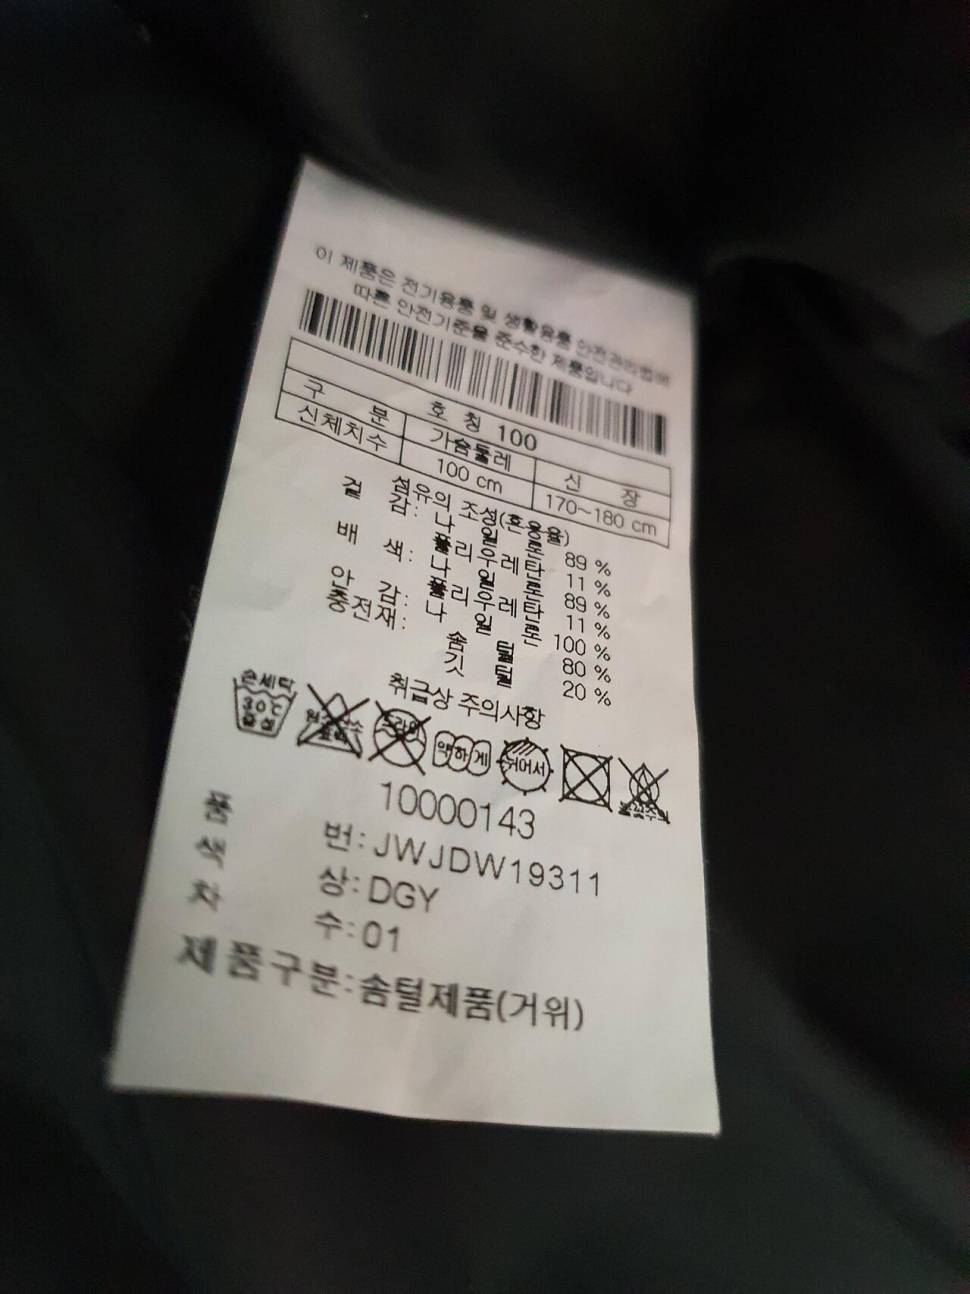 이 제품은 전기용품 및 생활용품 안전관리법에
따른 안전기준을 준수한 제품입니다
호 칭 100
구 분 가슴둘레 신 장
신체치수 100 cm 170~180 cm
섬유의 조성(혼용율)
겉 감: 나 일 론 89 %
폴리우레탄 11 %
배 색: 나 일 론 89 %
폴리우레탄 11 %
안 감: 나 일 론 100 %
충전재: 솜 털 80 %
깃 털 20 %
취급상 주의사항
손세탁 30℃ 중성
드라이
약하게
뉘어서
불꽃주의
10000143
품 번: JWJDW19311
색 상: DGY
차 수: 01
제품구분: 솜털제품(거위)